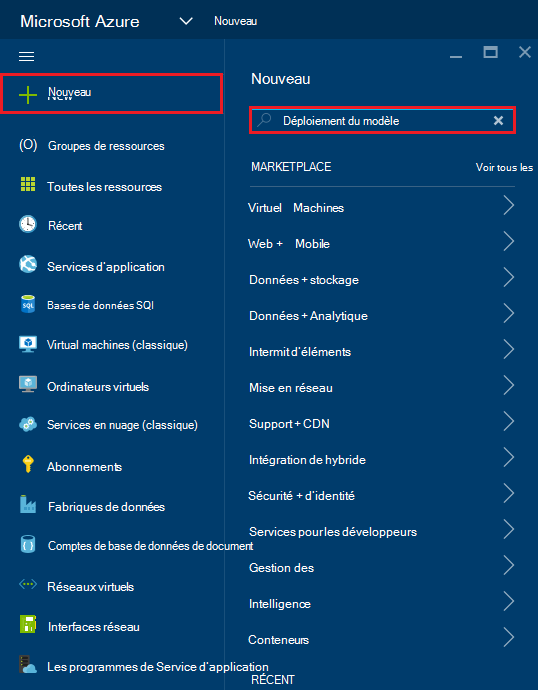 Microsoft Azure Nouveau
Nouveau
Groupes de ressources
Toutes les ressources
Récent
Services d'application
Bases de données SQl
Virtual machines (classique)
Ordinateurs virtuels
Services en nuage (classique)
Abonnements
Fabriques de données
Comptes de base de données de document
Réseaux virtuels
Interfaces réseau
Les programmes de Service d'application
Nouveau
Déploiement du modèle
MARKETPLACE Voir tous les
Virtuel Machines
Web + Mobile
Données + stockage
Données + Analytique
Intermit d'éléments
Mise en réseau
Support + CDN
Intégration de hybride
Sécurité + d'identité
Services pour les développeurs
Gestion des
Intelligence
Conteneurs
RÉCENT